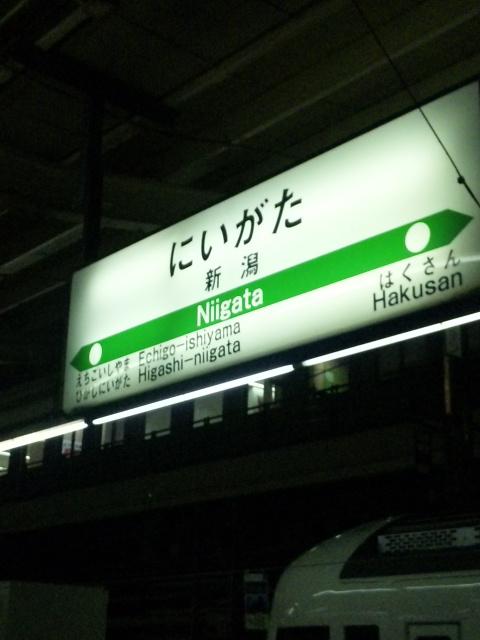 にいがた
新潟
Niigata
はくさん
Hakusan
えちごいしやま
Echigo-ishiyama
ひがしにいがた
Higashi-niigata